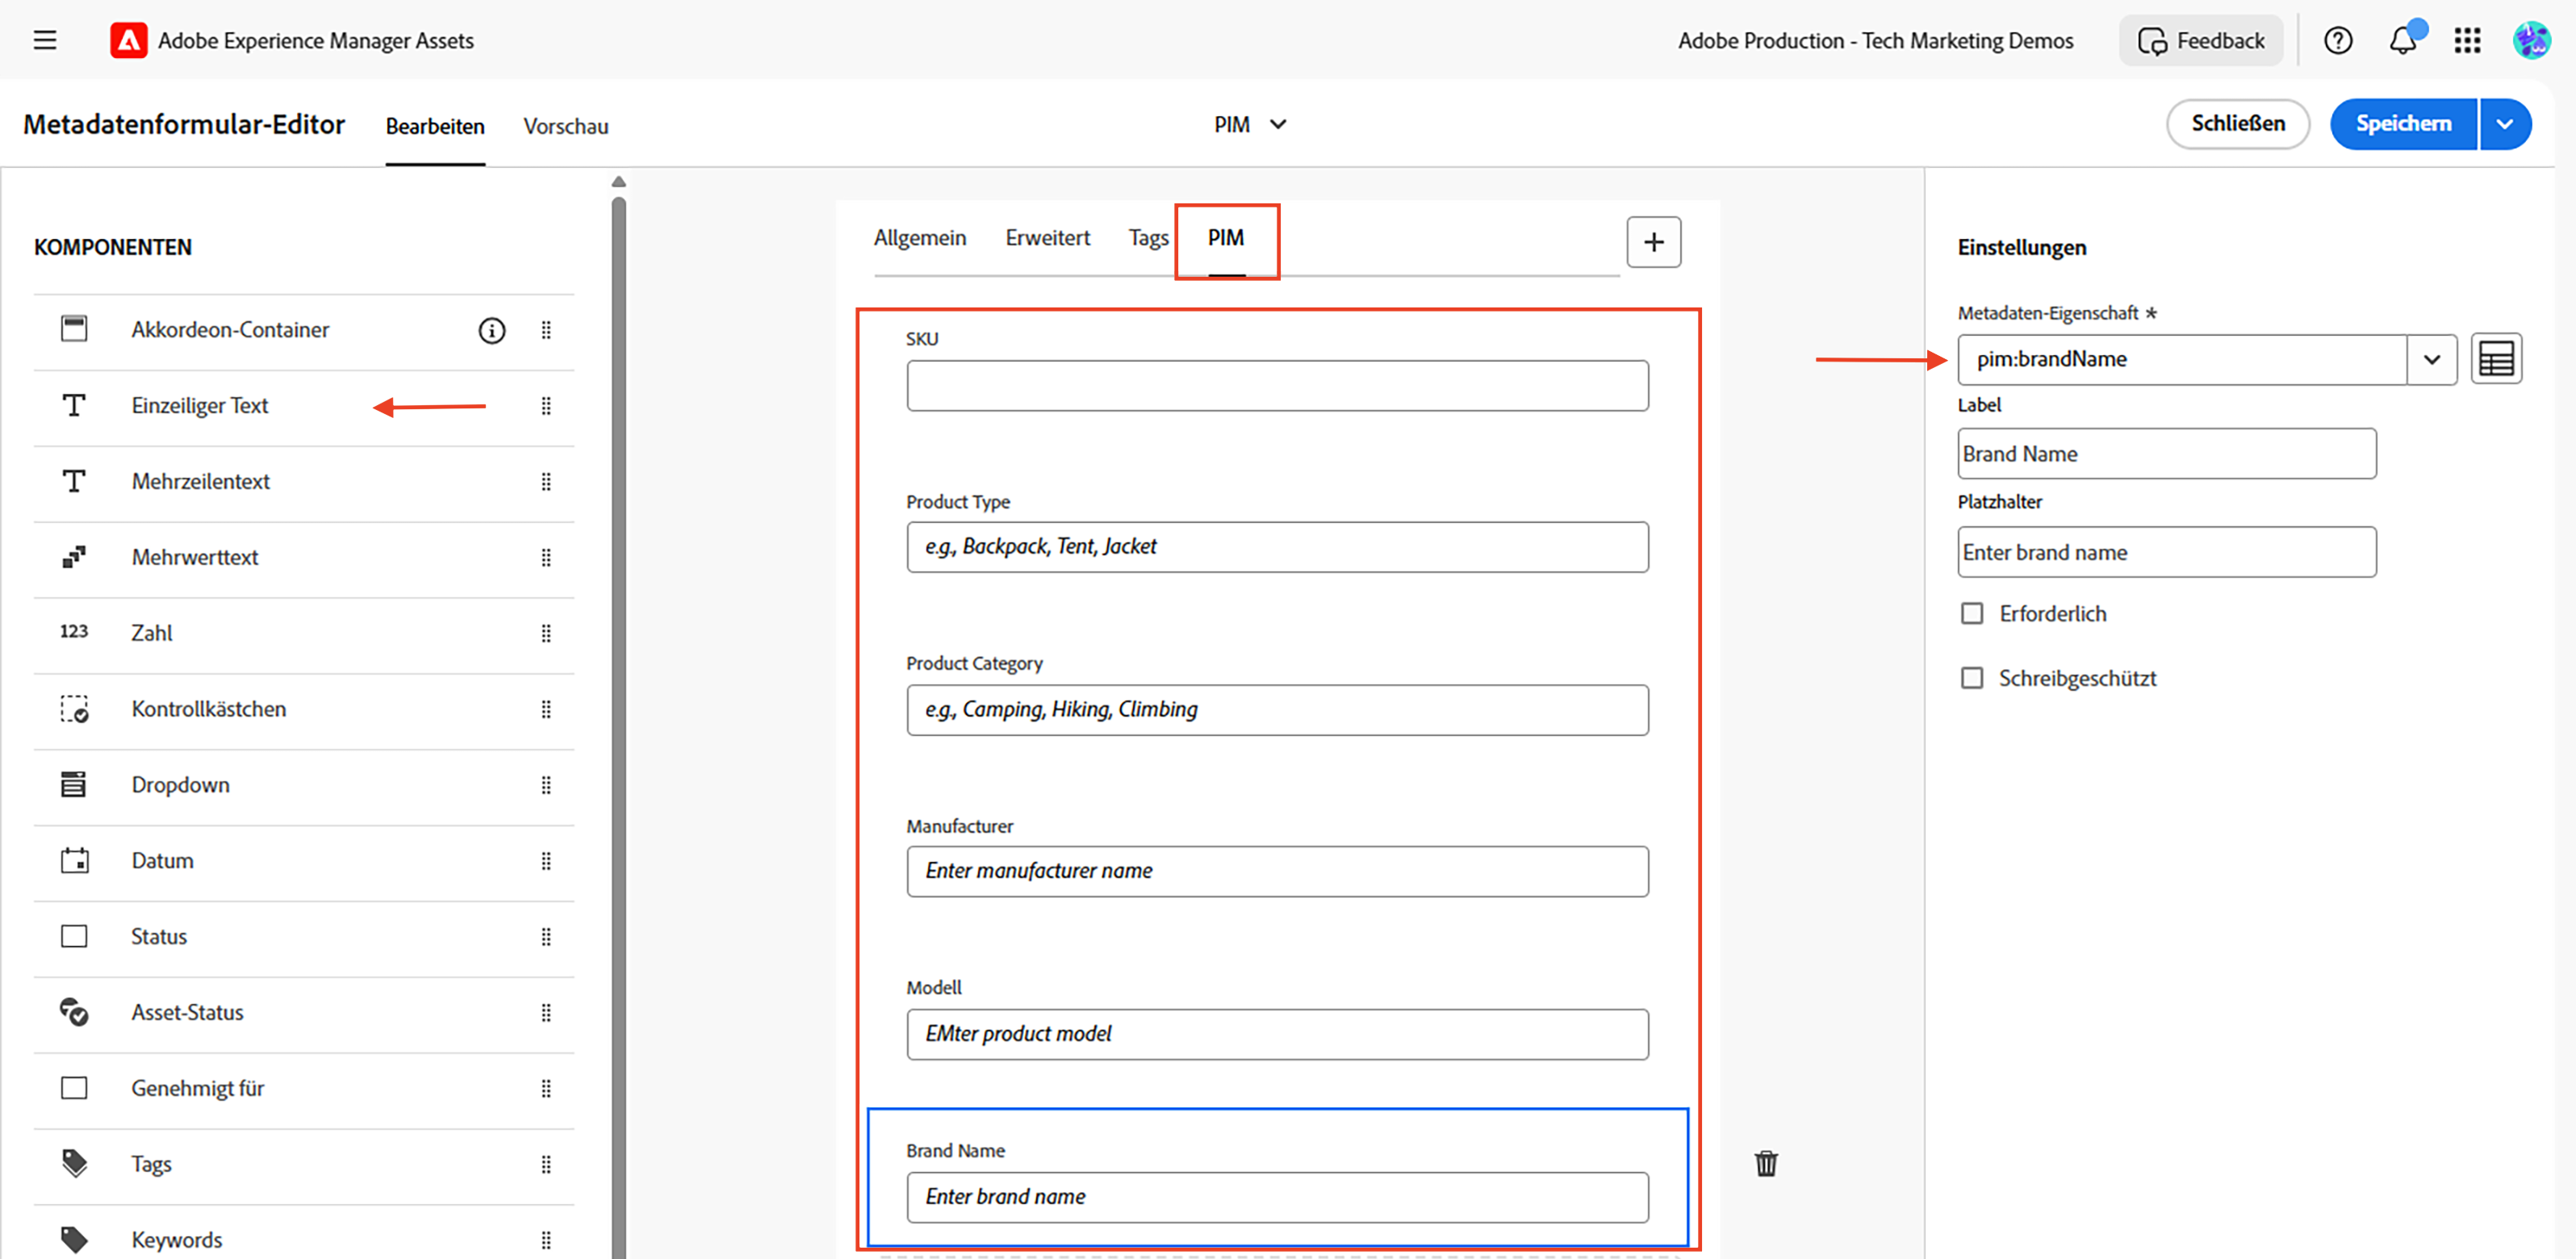 Adobe Experience Manager Assets
Adobe Production - Tech Marketing Demos
Feedback
Metadatenformular-Editor
Bearbeiten
Vorschau
PIM
Schließen
Speichern
KOMPONENTEN
Akkordeon-Container
Einzeiliger Text
Mehrzeilentext
Mehrwerttext
123 Zahl
Kontrollkästchen
Dropdown
Datum
Status
Asset-Status
Genehmigt für
Tags
Keywords
Allgemein
Erweitert
Tags
PIM
SKU
Product Type
e.g., Backpack, Tent, Jacket
Product Category
e.g., Camping, Hiking, Climbing
Manufacturer
Enter manufacturer name
Modell
EMter product model
Brand Name
Enter brand name
Einstellungen
Metadaten-Eigenschaft *
pim:brandName
Label
Brand Name
Platzhalter
Enter brand name
Erforderlich
Schreibgeschützt